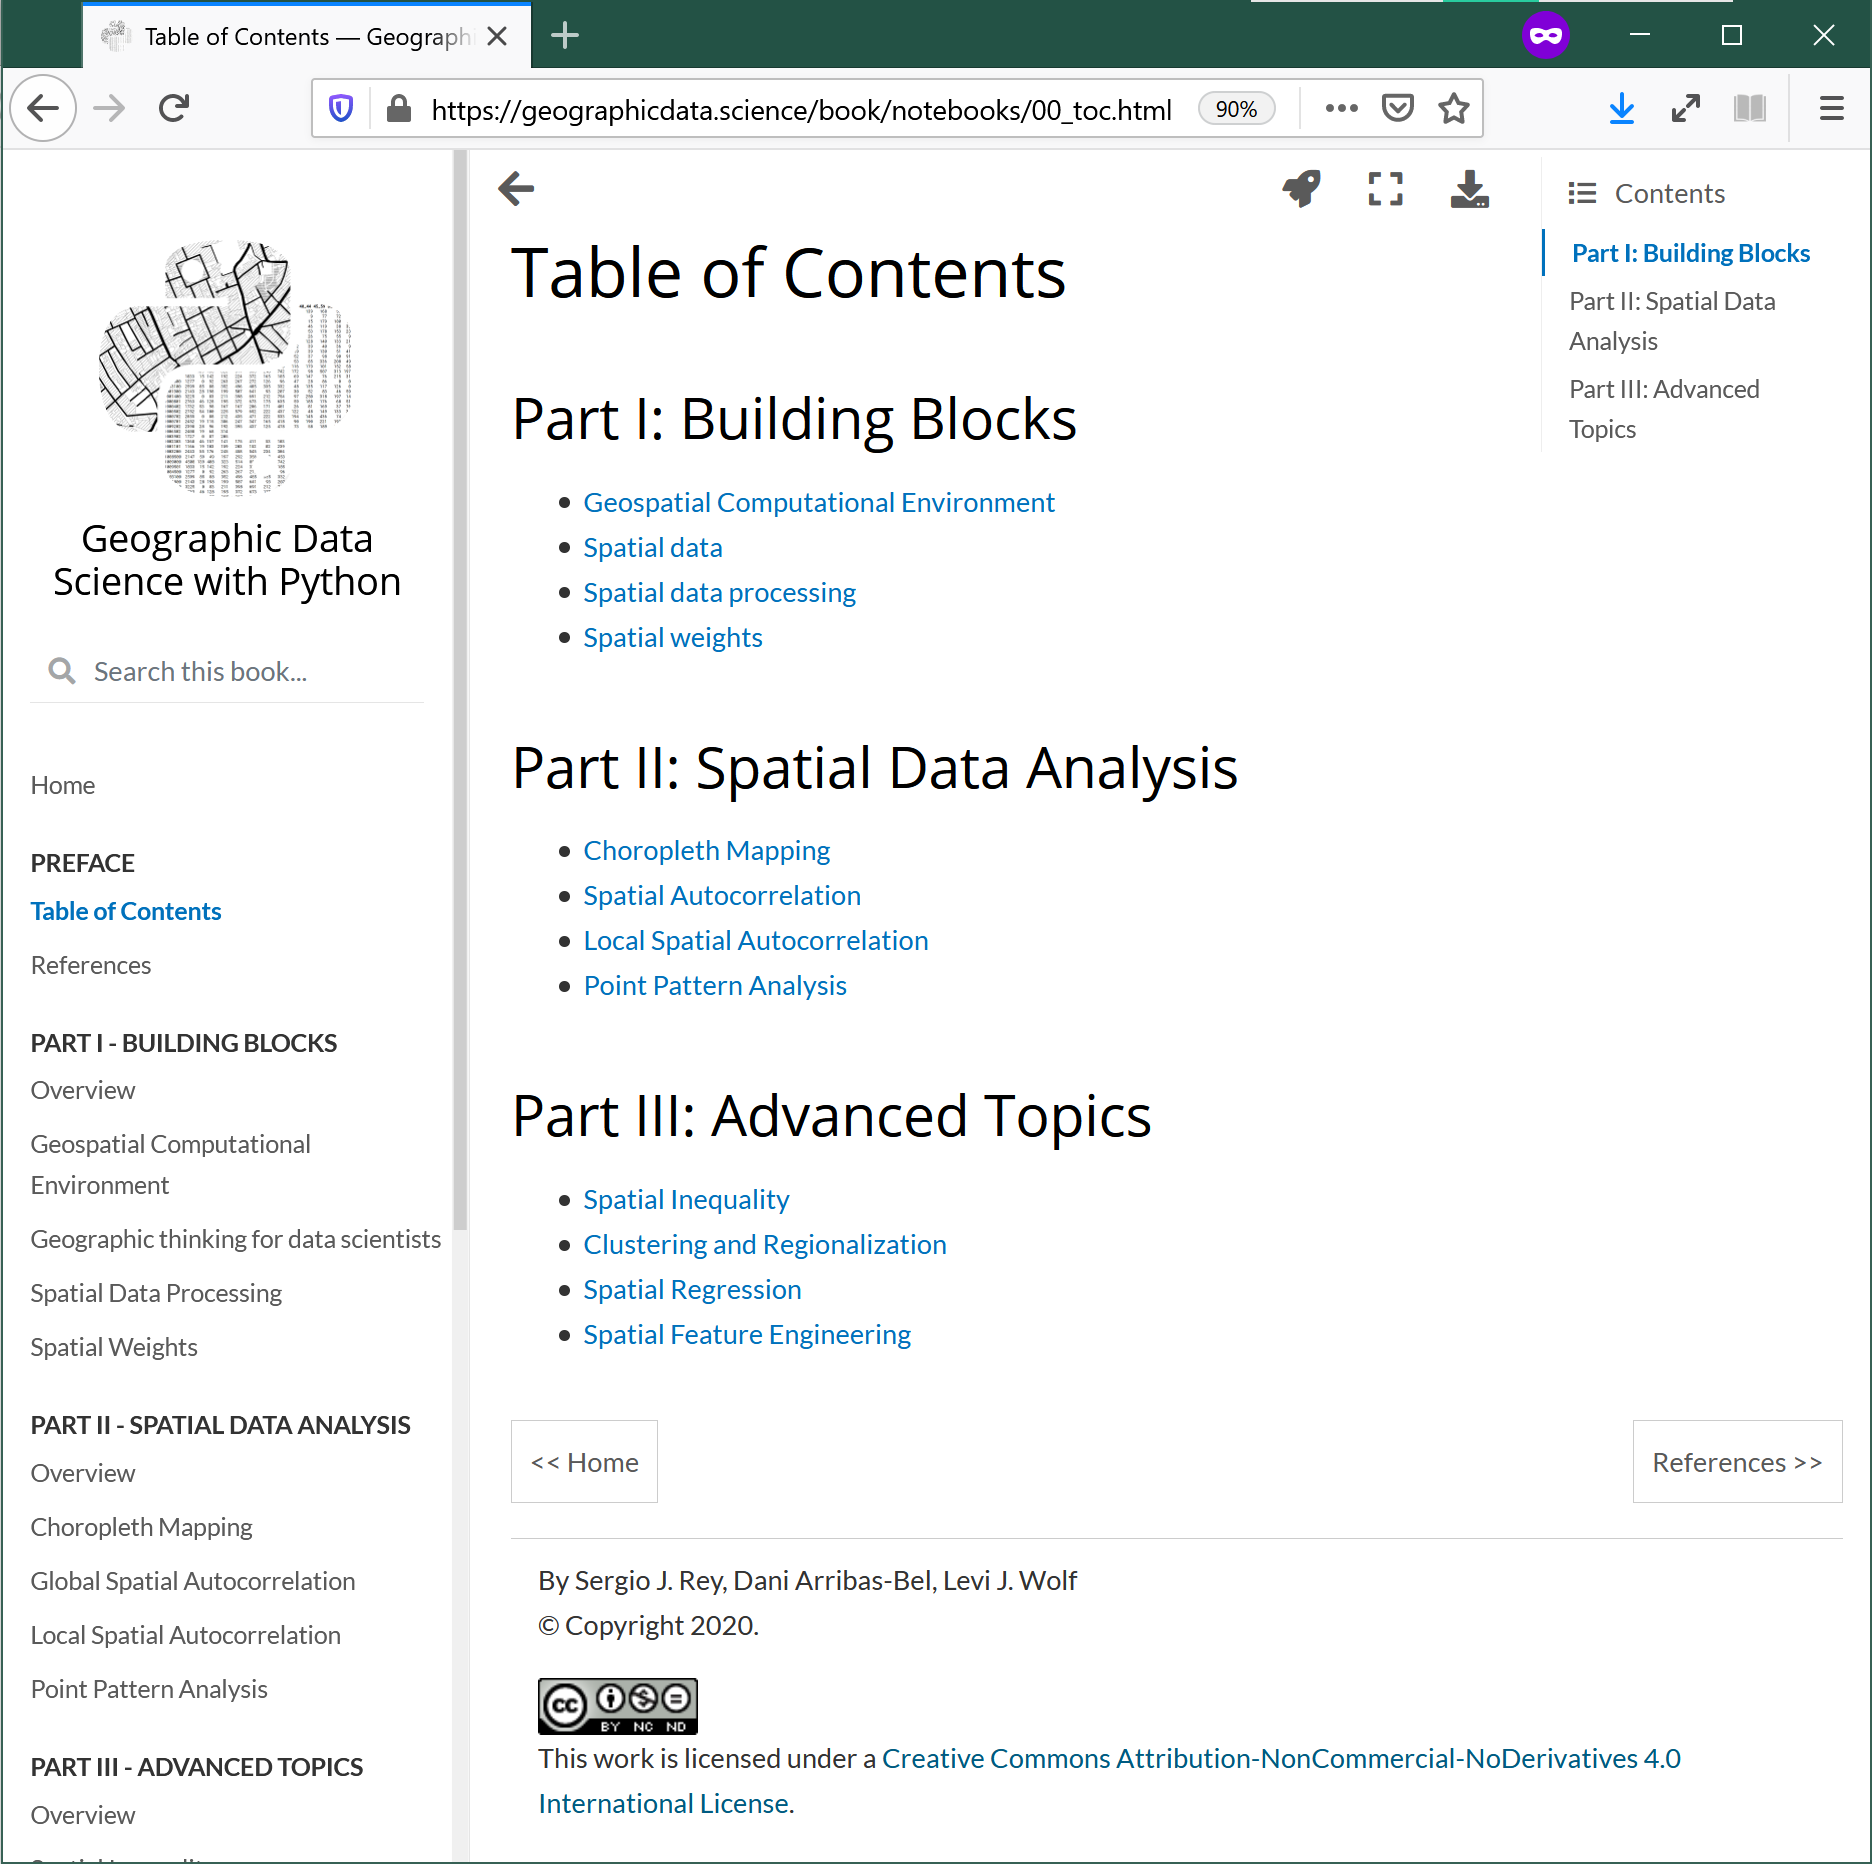 Table of Contents — Geographi
https://geographicdata.science/book/notebooks/00_toc.html
90%
Geographic Data
Science with Python
Search this book...
Home
PREFACE
Table of Contents
References
PART I - BUILDING BLOCKS
Overview
Geospatial Computational
Environment
Geographic thinking for data scientists
Spatial Data Processing
Spatial Weights
PART II - SPATIAL DATA ANALYSIS
Overview
Choropleth Mapping
Global Spatial Autocorrelation
Local Spatial Autocorrelation
Point Pattern Analysis
PART III - ADVANCED TOPICS
Overview
Table of Contents
Part I: Building Blocks
Geospatial Computational Environment
Spatial data
Spatial data processing
Spatial weights
Part II: Spatial Data Analysis
Choropleth Mapping
Spatial Autocorrelation
Local Spatial Autocorrelation
Point Pattern Analysis
Part III: Advanced Topics
Spatial Inequality
Clustering and Regionalization
Spatial Regression
Spatial Feature Engineering
<< Home
References >>
By Sergio J. Rey, Dani Arribas-Bel, Levi J. Wolf
© Copyright 2020.
cc
BY NC ND
This work is licensed under a Creative Commons Attribution-NonCommercial-NoDerivatives 4.0
International License.
Contents
Part I: Building Blocks
Part II: Spatial Data
Analysis
Part III: Advanced
Topics